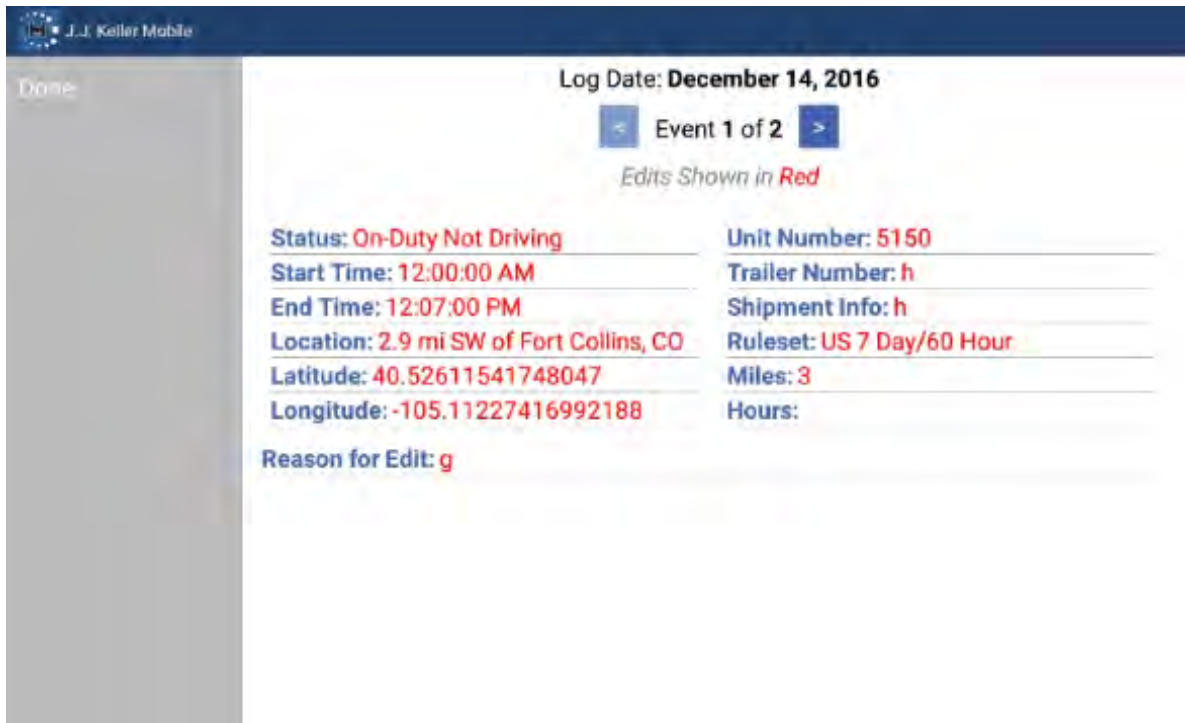 J.J. Keller Mobile
Done
Log Date: December 14, 2016
< Event 1 of 2 >
Edits Shown in Red
Status: On-Duty Not Driving
Start Time: 12:00:00 AM
End Time: 12:07:00 PM
Location: 2.9 mi SW of Fort Collins, CO
Latitude: 40.52611541748047
Longitude: -105.11227416992188
Unit Number: 5150
Trailer Number: h
Shipment Info: h
Ruleset: US 7 Day/60 Hour
Miles: 3
Hours:
Reason for Edit: g